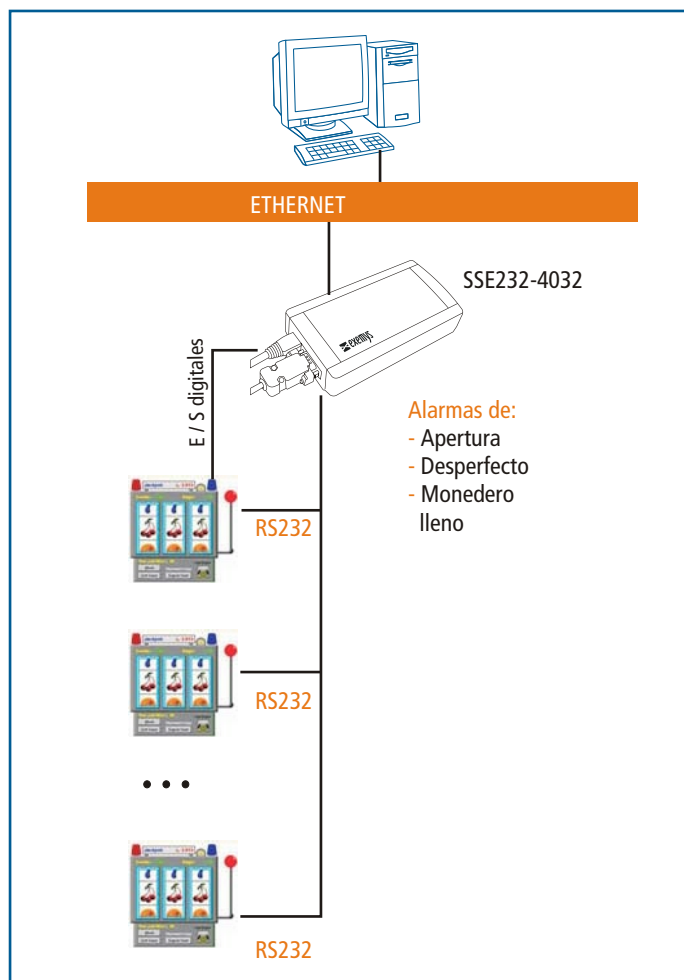 ETHERNET
SSE232-4032
exemys
E / S digitales
Alarmas de:
- Apertura
- Desperfecto
- Monedero
lleno
RS232
RS232
RS232